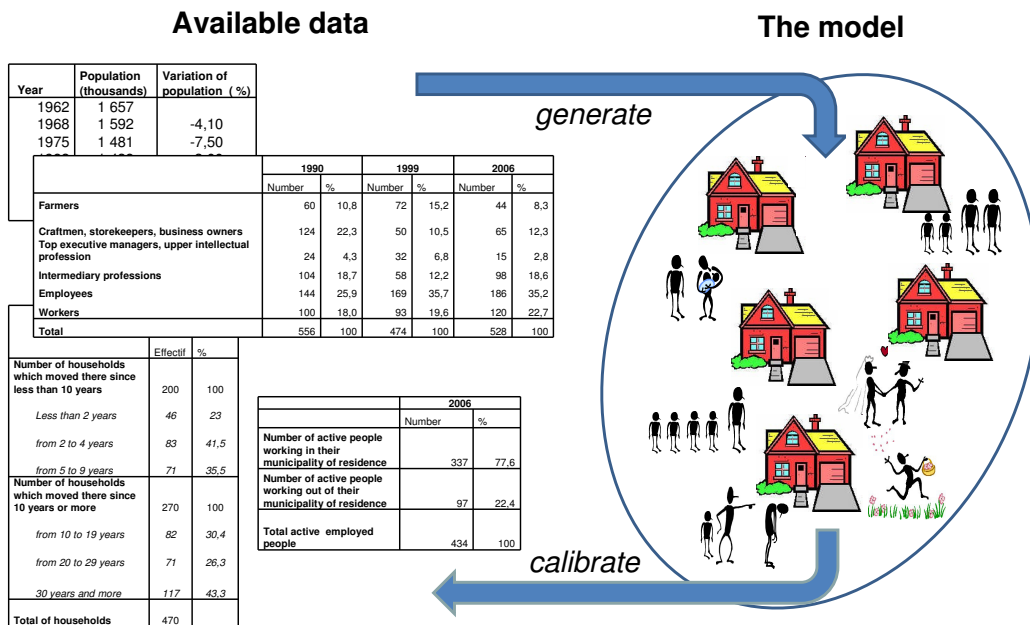 Available data
The model
generate
calibrate
Year Population (thousands) Variation of population ( %)
1962 1 657
1968 1 592 -4,10
1975 1 481 -7,50
1990 1999 2006
Number % Number % Number %
Farmers 60 10,8 72 15,2 44 8,3
Craftmen, storekeepers, business owners 124 22,3 50 10,5 65 12,3
Top executive managers, upper intellectual
profession 24 4,3 32 6,8 15 2,8
Intermediary professions 104 18,7 58 12,2 98 18,6
Employees 144 25,9 169 35,7 186 35,2
Workers 100 18,0 93 19,6 120 22,7
Total 556 100 474 100 528 100
Effectif %
Number of households
which moved there since
less than 10 years 200 100
Less than 2 years 46 23
from 2 to 4 years 83 41,5
from 5 to 9 years 71 35,5
Number of households
which moved there since
10 years or more 270 100
from 10 to 19 years 82 30,4
from 20 to 29 years 71 26,3
30 years and more 117 43,3
Total of households 470
2006
Number %
Number of active people
working in their
municipality of residence 337 77,6
Number of active people
working out of their
municipality of residence 97 22,4
Total active employed
people 434 100